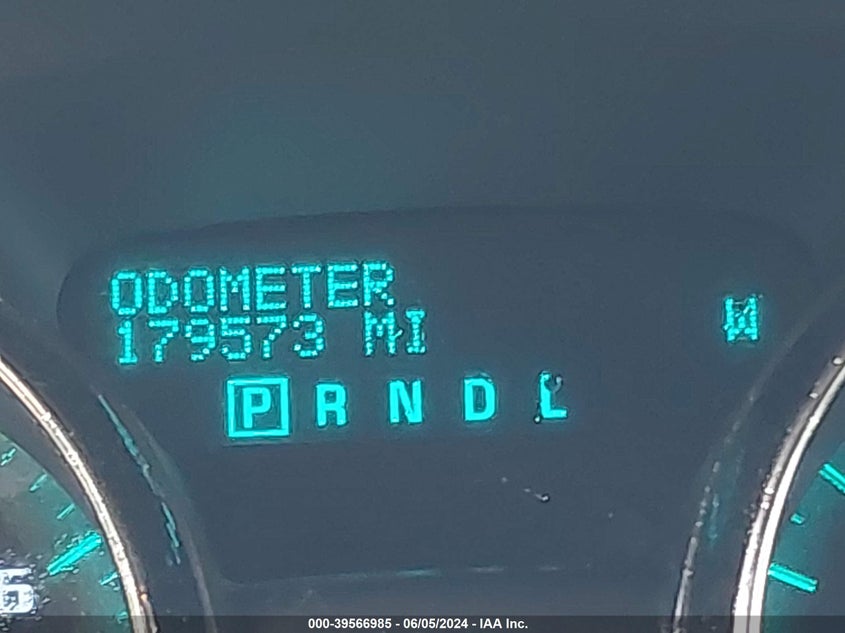 ODOMETER
179573 MI
W
P R N D L
000-39566985 - 06/05/2024 - IAA Inc.